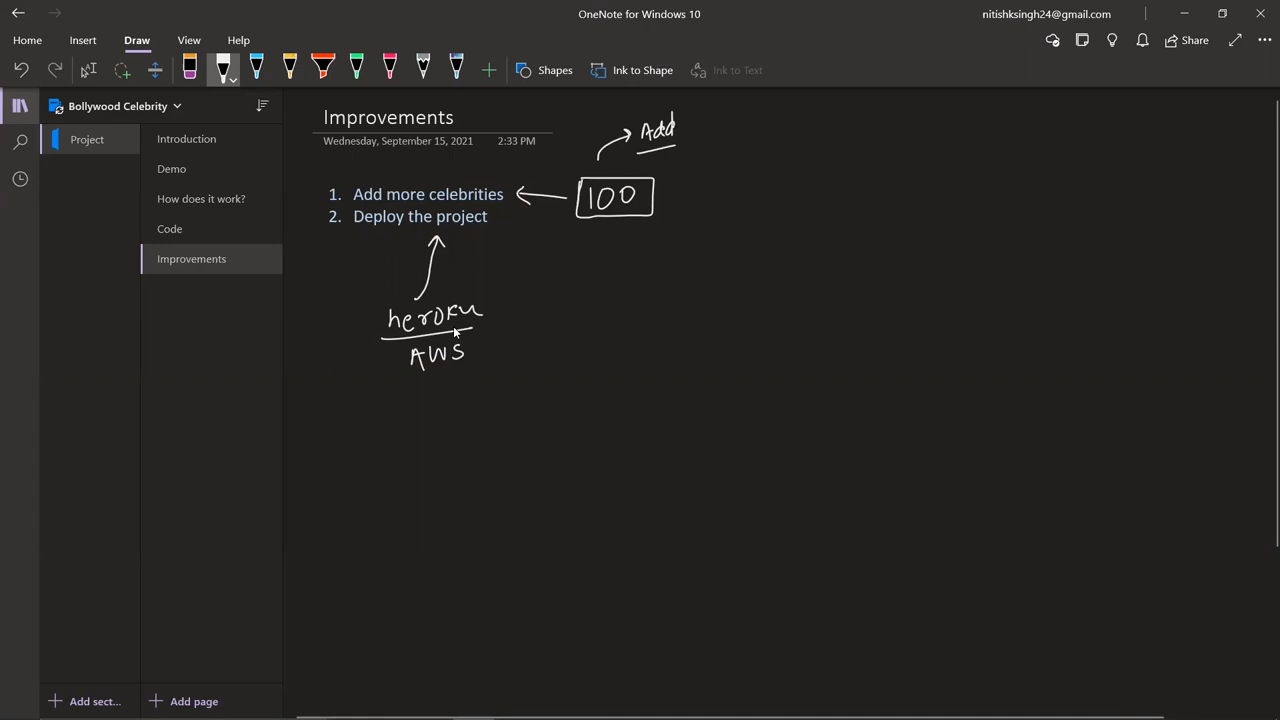 OneNote for Windows 10
nitishksingh24@gmail.com
Home Insert Draw View Help
Share
Shapes Ink to Shape Ink to Text
Bollywood Celebrity
Project
Introduction
Demo
How does it work?
Code
Improvements
Improvements
Wednesday, September 15, 2021 2:33 PM
Add
1. Add more celebrities
100
2. Deploy the project
heroku
AWS
Add sect...
Add page